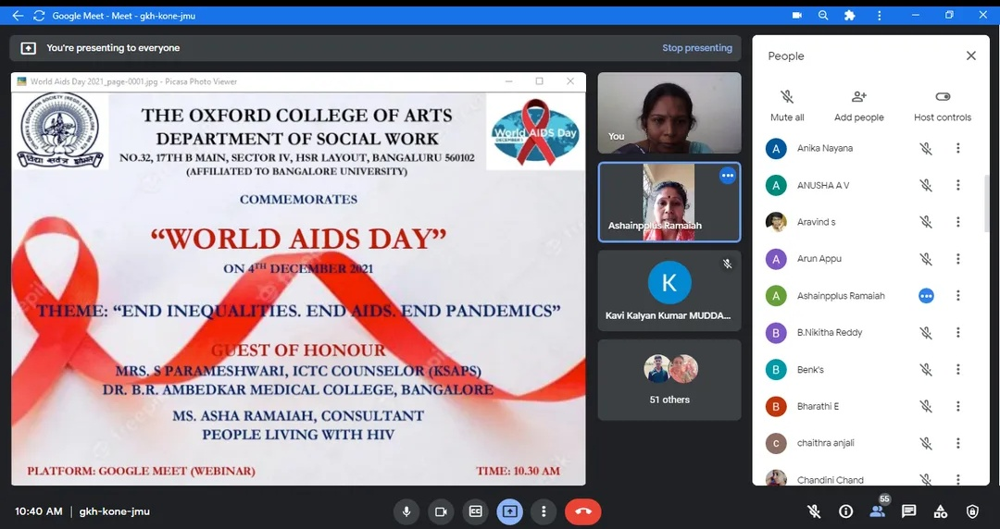 Google Meet - Meet - gkh-kone-jmu
You're presenting to everyone
Stop presenting
World Aids Day 2021_page-0001.jpg - Picasa Photo Viewer
THE OXFORD COLLEGE OF ARTS
DEPARTMENT OF SOCIAL WORK
NO.32, 17TH B MAIN, SECTOR IV, HSR LAYOUT, BANGALURU 560102
(AFFILIATED TO BANGALORE UNIVERSITY)
World AIDS Day
DECEMBER 1
COMMEMORATES
“WORLD AIDS DAY”
ON 4TH DECEMBER 2021
THEME: “END INEQUALITIES. END AIDS. END PANDEMICS”
GUEST OF HONOUR
MRS. S PARAMESHWARI, ICTC COUNSELOR (KSAPS)
DR. B.R. AMBEDKAR MEDICAL COLLEGE, BANGALORE
MS. ASHA RAMAIAH, CONSULTANT
PEOPLE LIVING WITH HIV
PLATFORM: GOOGLE MEET (WEBINAR)
TIME: 10.30 AM
You
Ashainpplus Ramaiah
K
Kavi Kalyan Kumar MUDDA...
51 others
People
Mute all
Add people
Host controls
A Anika Nayana
A ANUSHA A V
Aravind s
A Arun Appu
A Ashainpplus Ramaiah
B B.Nikitha Reddy
B Benk's
B Bharathi E
c chaithra anjali
Chandini Chand
10:40 AM | gkh-kone-jmu
55